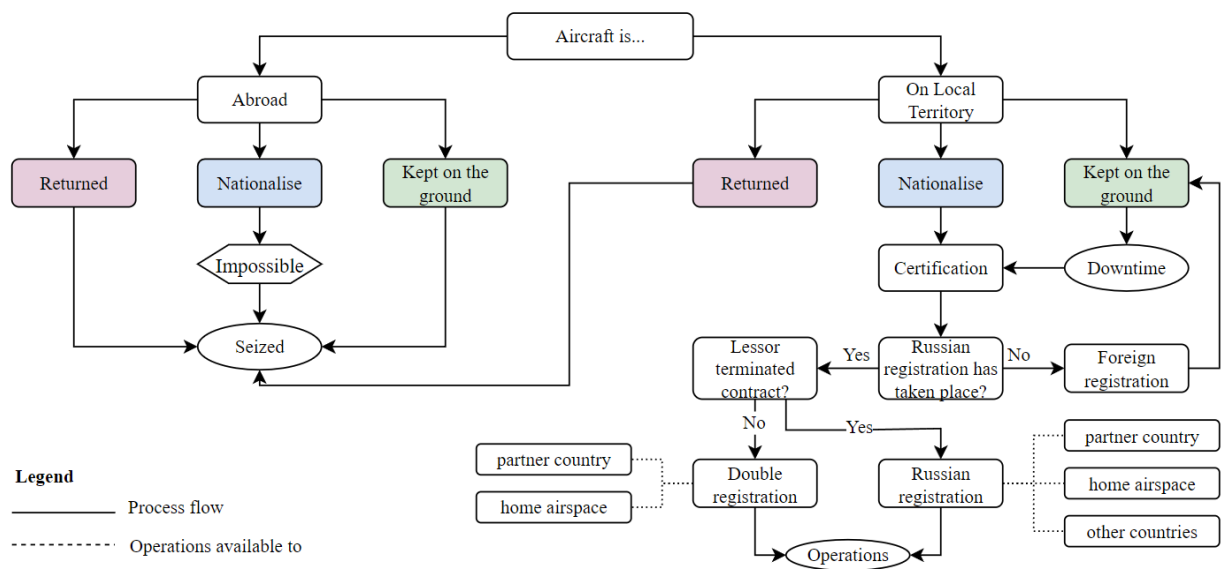 Aircraft is...
Abroad
On Local
Territory
Returned
Nationalise
Kept on the
ground
Returned
Nationalise
Kept on the
ground
Impossible
Certification
Downtime
Seized
Lessor
terminated
contract?
Yes
Russian
registration has
taken place?
No
Foreign
registration
No
Yes
partner country
home airspace
Double
registration
Russian
registration
partner country
home airspace
other countries
Operations
Legend
Process flow
Operations available to